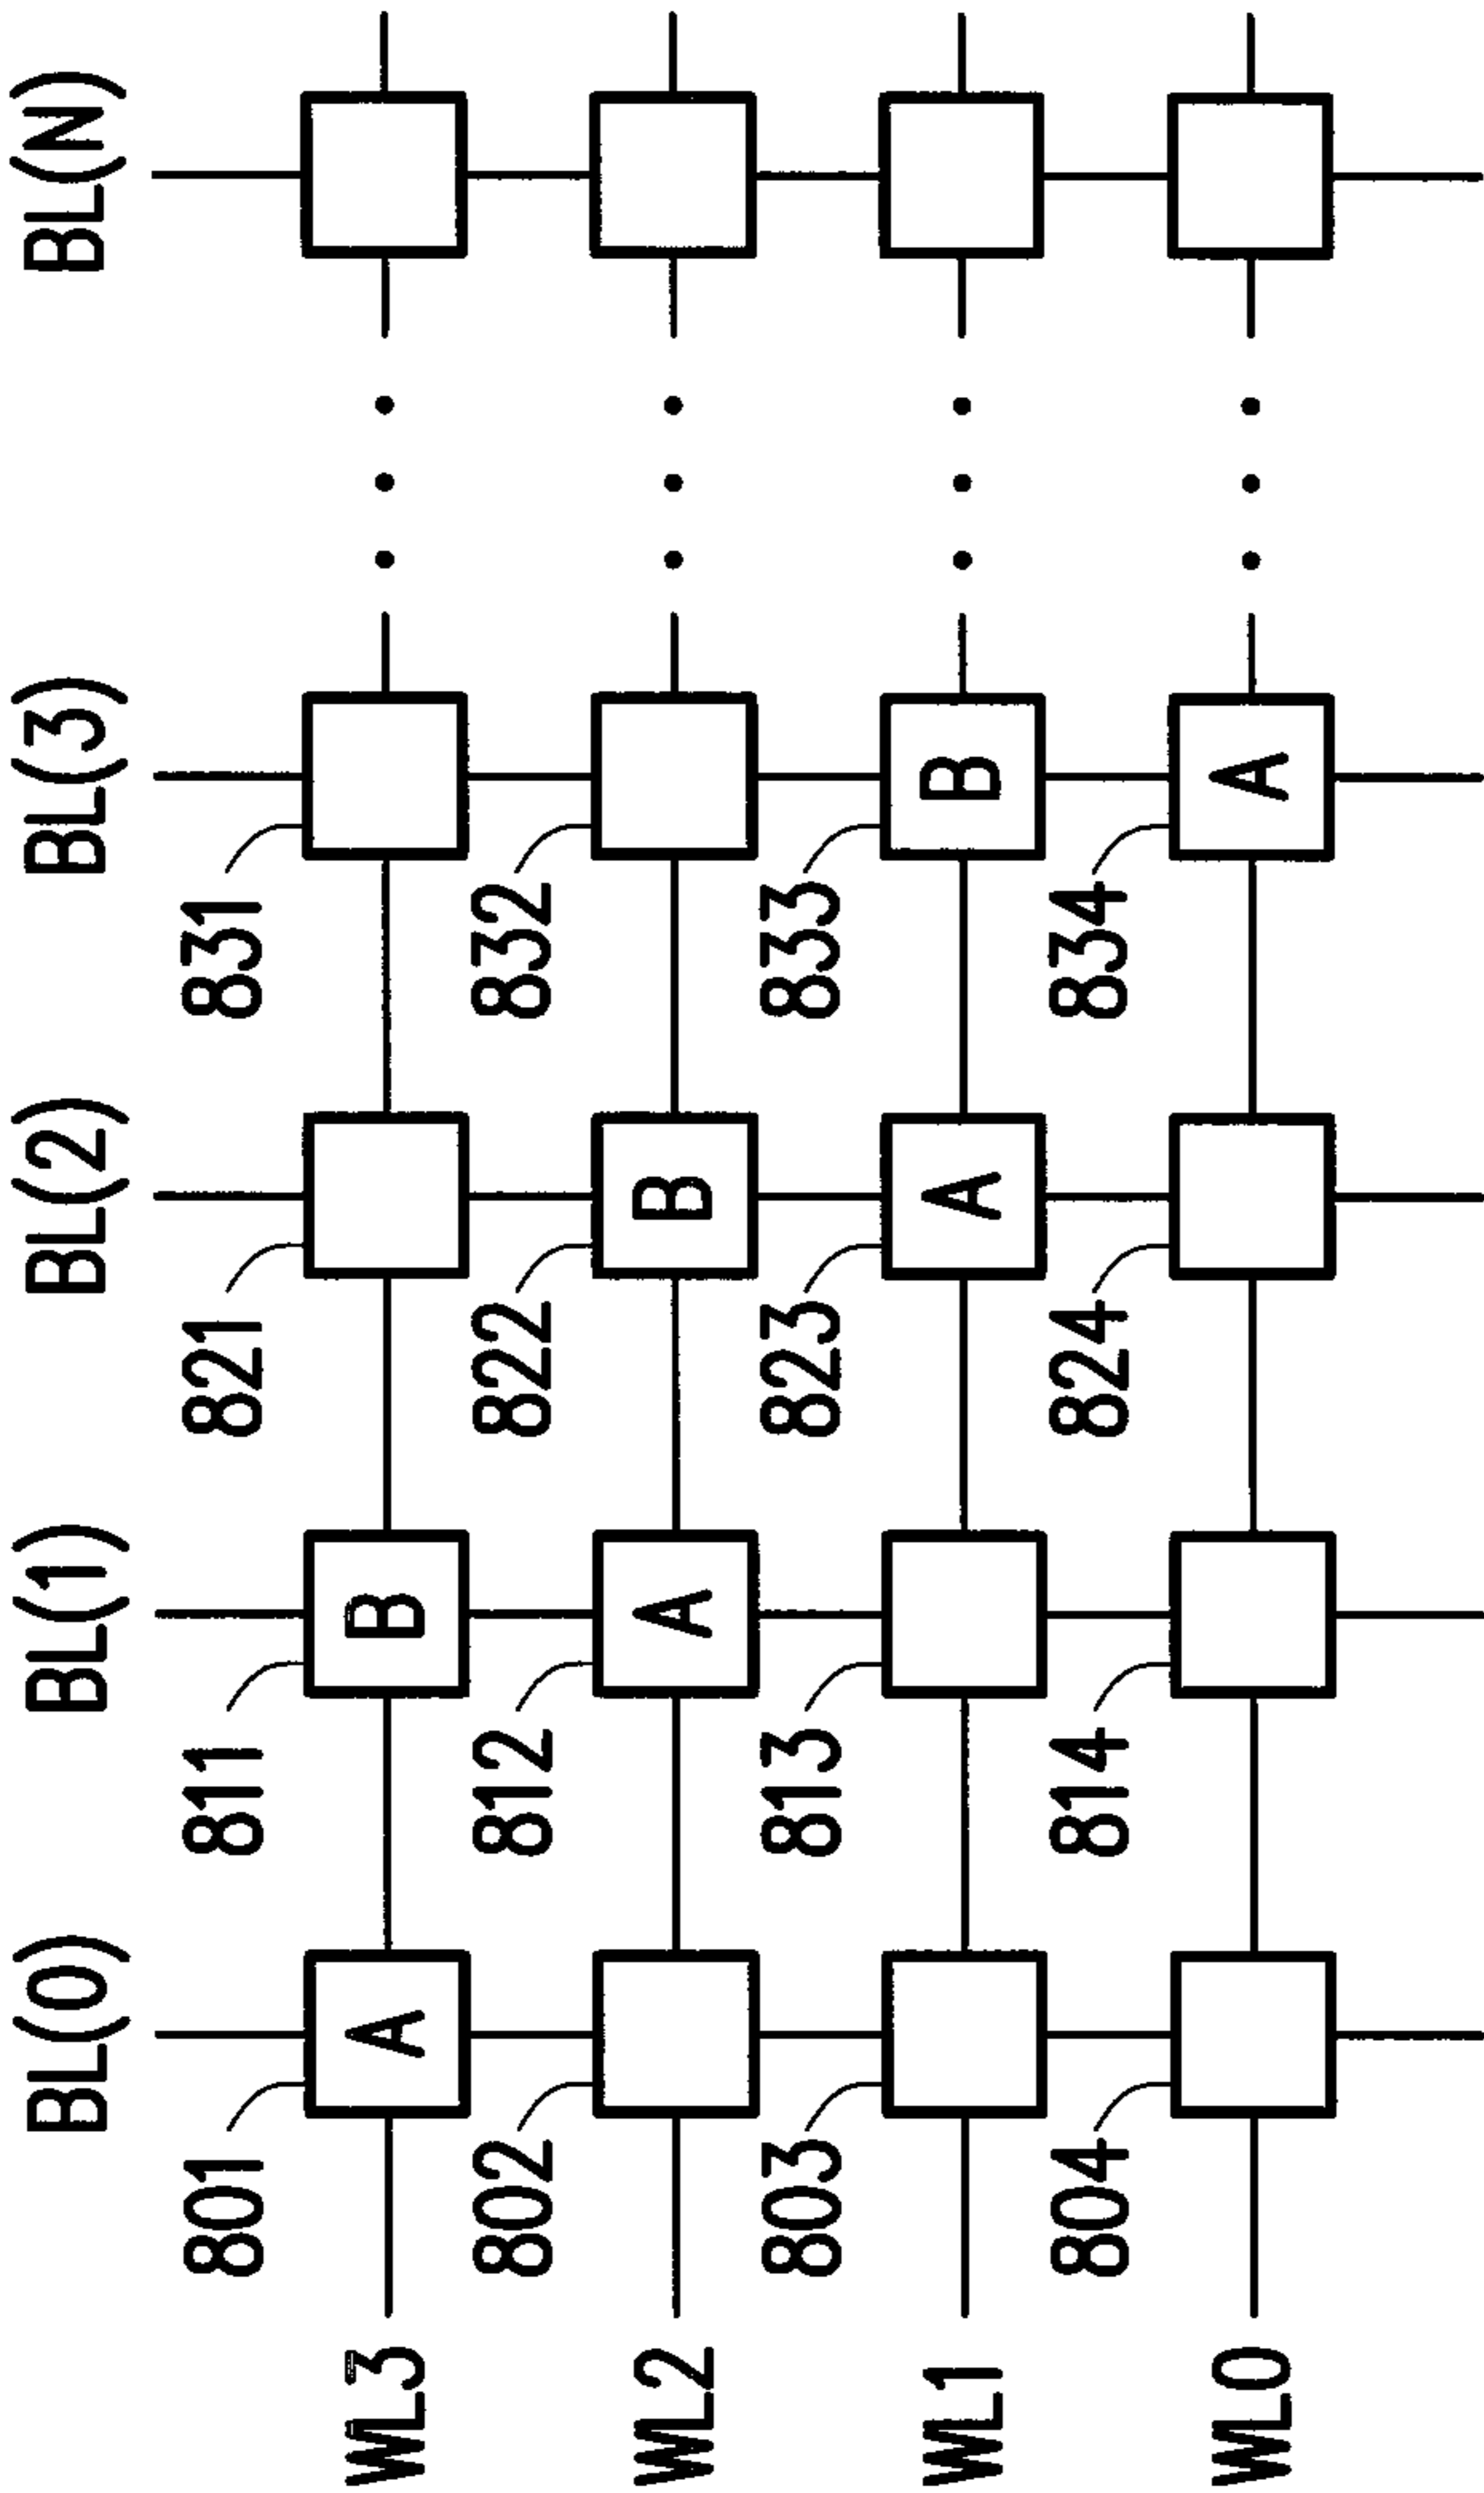 BL(0) BL(1) BL(2) BL(3) BL(N)
801 811 821 831
WL3 A B
802 812 822 832
WL2 A B
803 813 823 833
WL1 A B
804 814 824 834
WL0 A